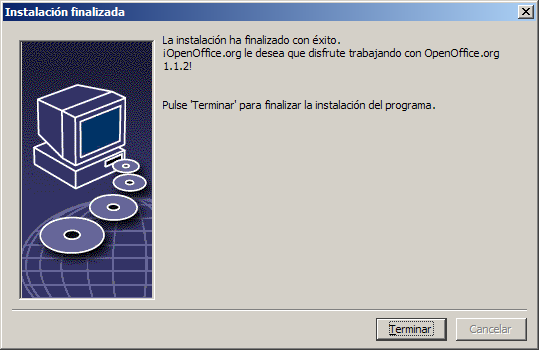 Instalación finalizada
La instalación ha finalizado con éxito.
¡OpenOffice.org le desea que disfrute trabajando con OpenOffice.org
1.1.2!
Pulse 'Terminar' para finalizar la instalación del programa.
Terminar
Cancelar